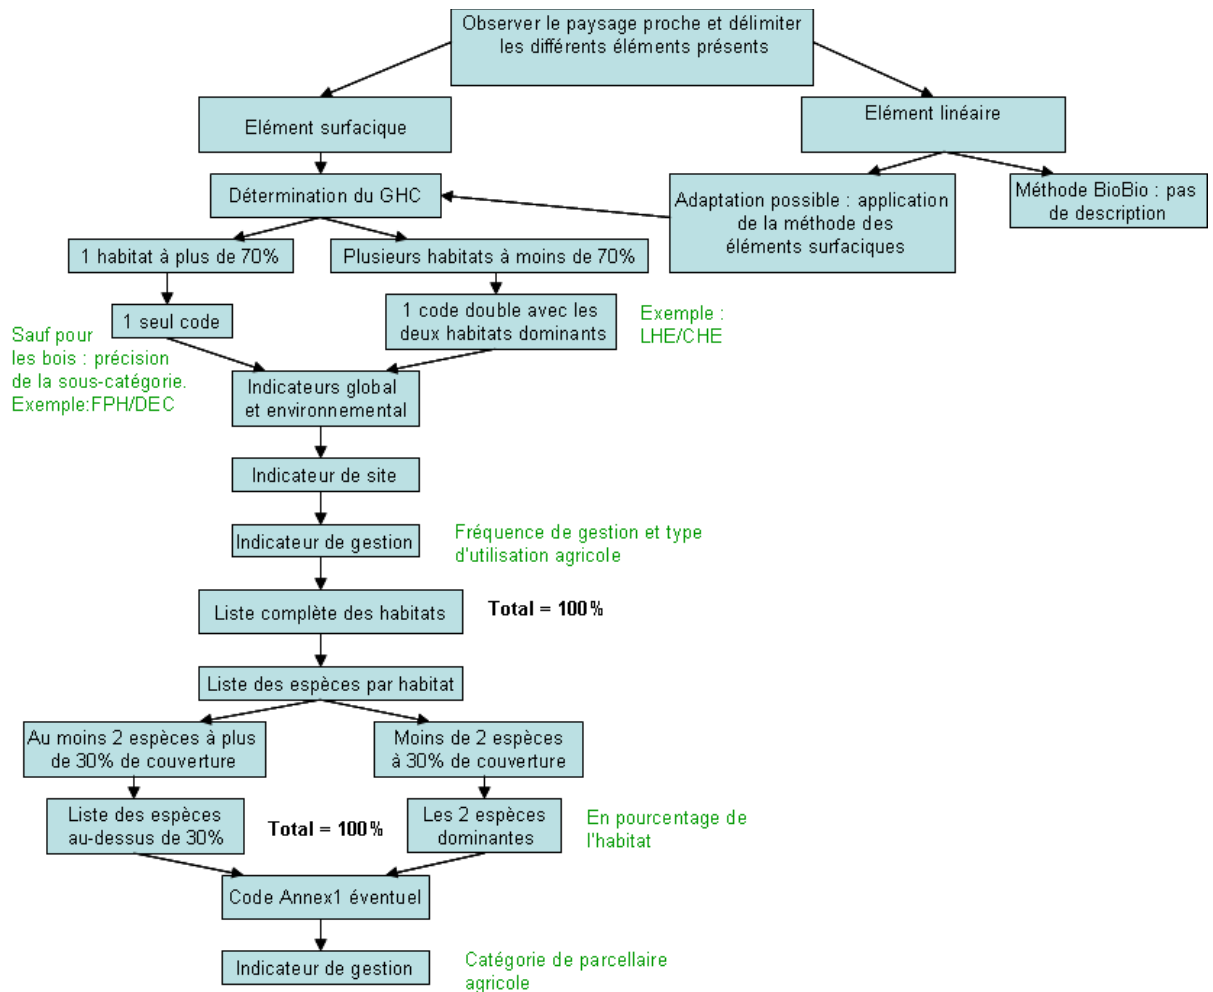 Observer le paysage proche et délimiter
les différents éléments présents
Elément surfacique
Elément linéaire
Détermination du GHC
Adaptation possible : application
de la méthode des
éléments surfaciques
Méthode BioBio : pas
de description
1 habitat à plus de 70%
Plusieurs habitats à moins de 70%
1 seul code
1 code double avec les
deux habitats dominants
Exemple :
LHE/CHE
Sauf pour
les bois : précision
de la sous-catégorie.
Exemple:FPH/DEC
Indicateurs global
et environnemental
Indicateur de site
Indicateur de gestion
Fréquence de gestion et type
d'utilisation agricole
Liste complète des habitats
Total = 100%
Liste des espèces par habitat
Au moins 2 espèces à plus
de 30% de couverture
Moins de 2 espèces
à 30% de couverture
Liste des espèces
au-dessus de 30%
Total = 100%
Les 2 espèces
dominantes
En pourcentage de
l'habitat
Code Annex1 éventuel
Indicateur de gestion
Catégorie de parcellaire
agricole